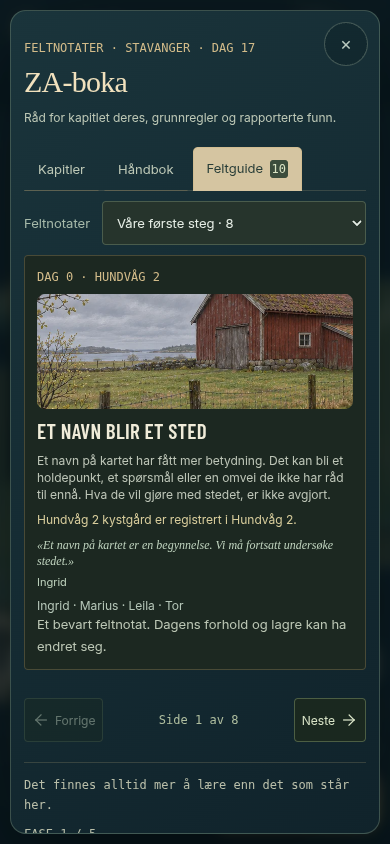 FELTNOTATER · STAVANGER · DAG 17
ZA-boka
Råd for kapitlet deres, grunnregler og rapporterte funn.
Kapitler
Håndbok
Feltguide 10
Feltnotater
Våre første steg · 8
DAG 0 · HUNDVÅG 2
ET NAVN BLIR ET STED
Et navn på kartet har fått mer betydning. Det kan bli et
holdepunkt, et spørsmål eller en omvei de ikke har råd
til ennå. Hva de vil gjøre med stedet, er ikke avgjort.
Hundvåg 2 kystgård er registrert i Hundvåg 2.
«Et navn på kartet er en begynnelse. Vi må fortsatt undersøke
stedet.»
Ingrid
Ingrid · Marius · Leila · Tor
Et bevart feltnotat. Dagens forhold og lagre kan ha
endret seg.
Forrige
Side 1 av 8
Neste
Det finnes alltid mer å lære enn det som står
her.
FASE 1 / 5